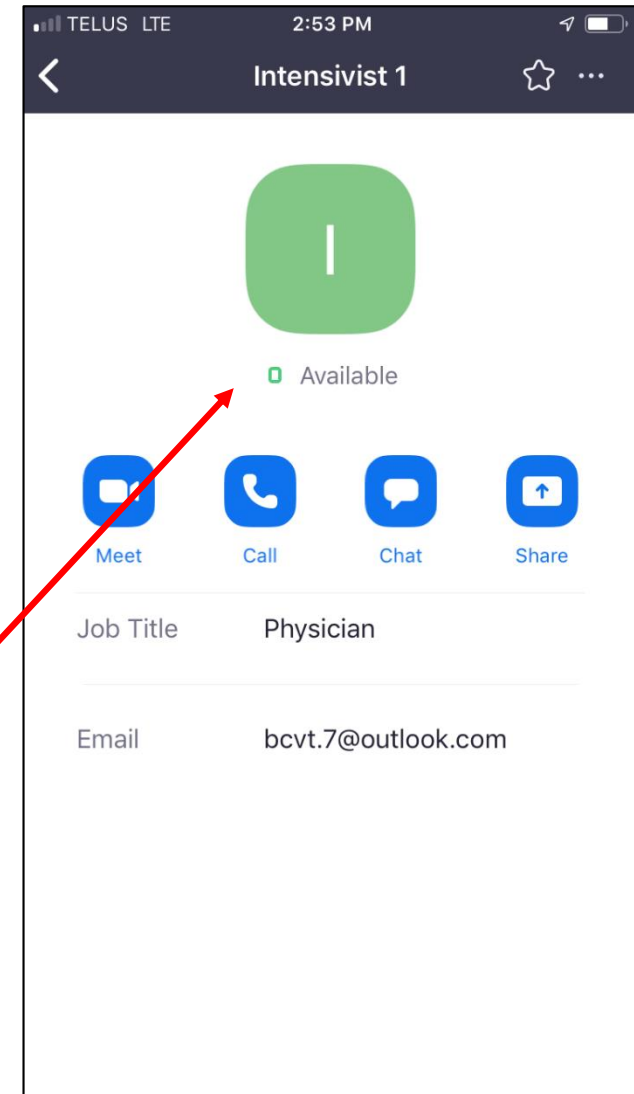 TELUS LTE 2:53 PM
Intensivist 1
I
Available
Meet Call Chat Share
Job Title Physician
Email bcvt.7@outlook.com